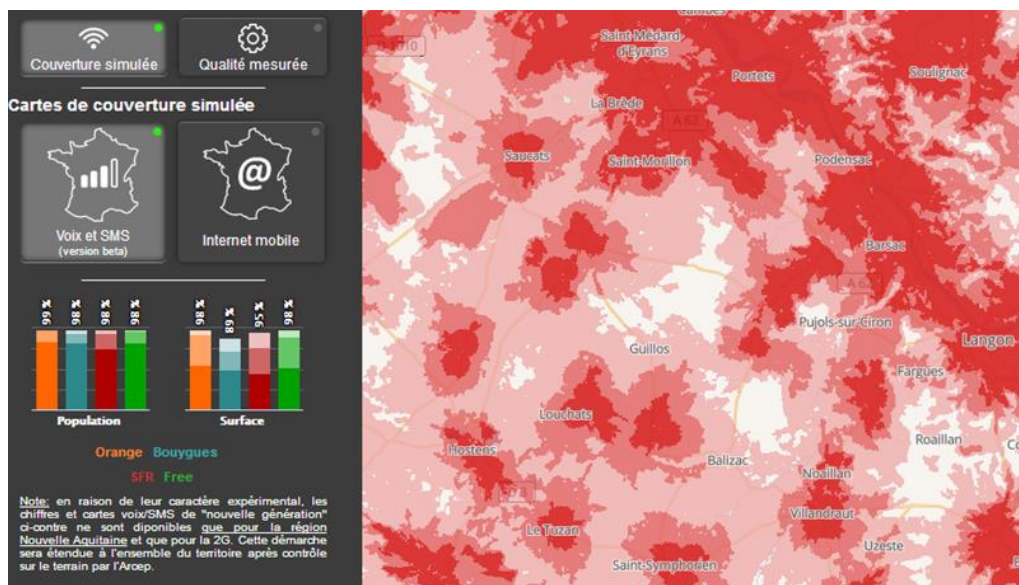 Couverture simulée
Qualité mesurée
Cartes de couverture simulée
Voix et SMS
(version beta)
@
Internet mobile
99 %
98 %
98 %
98 %
98 %
89 %
95 %
98 %
Population
Surface
Orange Bouygues
SFR Free
Note: en raison de leur caractère expérimental, les
chiffres et cartes voix/SMS de "nouvelle génération"
ci-contre ne sont diponibles que pour la région
Nouvelle Aquitaine et que pour la 2G. Cette démarche
sera étendue à l'ensemble du territoire après contrôle
sur le terrain par l'Arcep.
Saint-Médard
d'Eyrans
Portets
Soulignac
La Brède
A 62
Saucats
Saint-Morillon
Podensac
Barsac
Pujols-sur-Ciron
Langon
Guillos
Fargues
Louchats
Hostens
Roaillan
Balizac
Noaillan
Villandraut
Le Tuzan
Uzeste
Saint-Symphorien